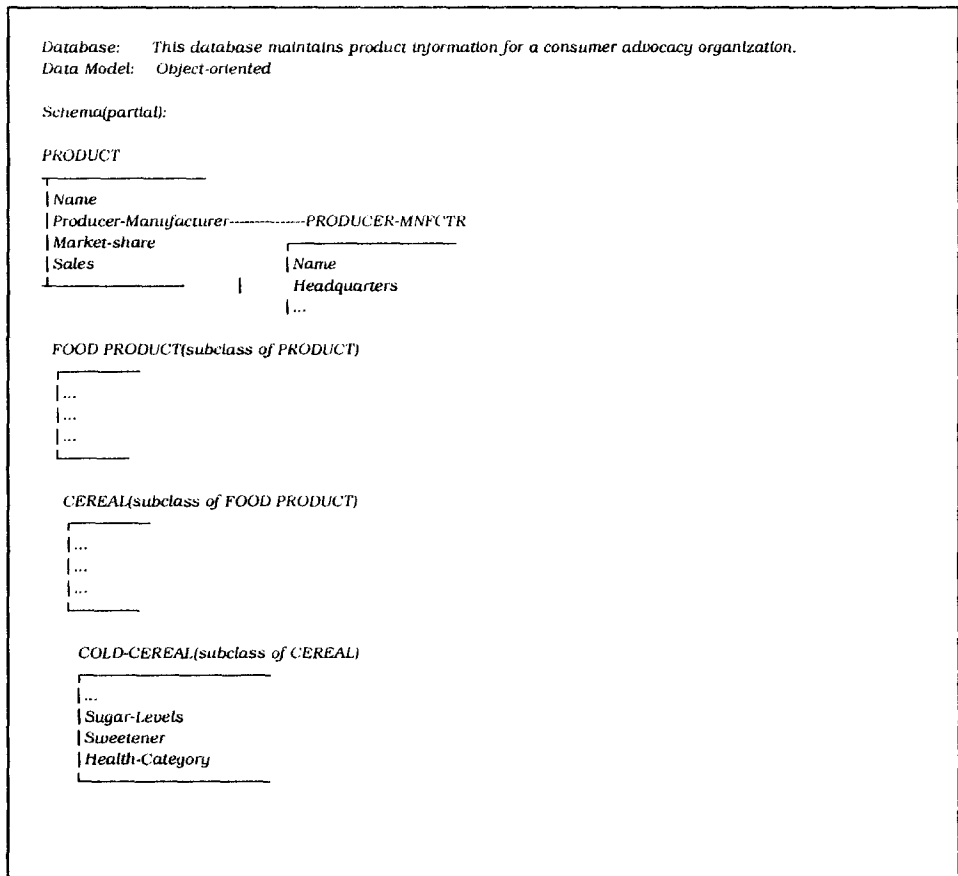 Database: This database maintains product information for a consumer advocacy organization.
Data Model: Object-oriented
Schema(partial):
PRODUCT
Name
Producer-Manufacturer--------------PRODUCER-MNFCTR
Market-share
Sales
Name
Headquarters
...
FOOD PRODUCT(subclass of PRODUCT)
...
...
...
CEREAL(subclass of FOOD PRODUCT)
...
...
...
COLD-CEREAL(subclass of CEREAL)
...
Sugar-Levels
Sweetener
Health-Category